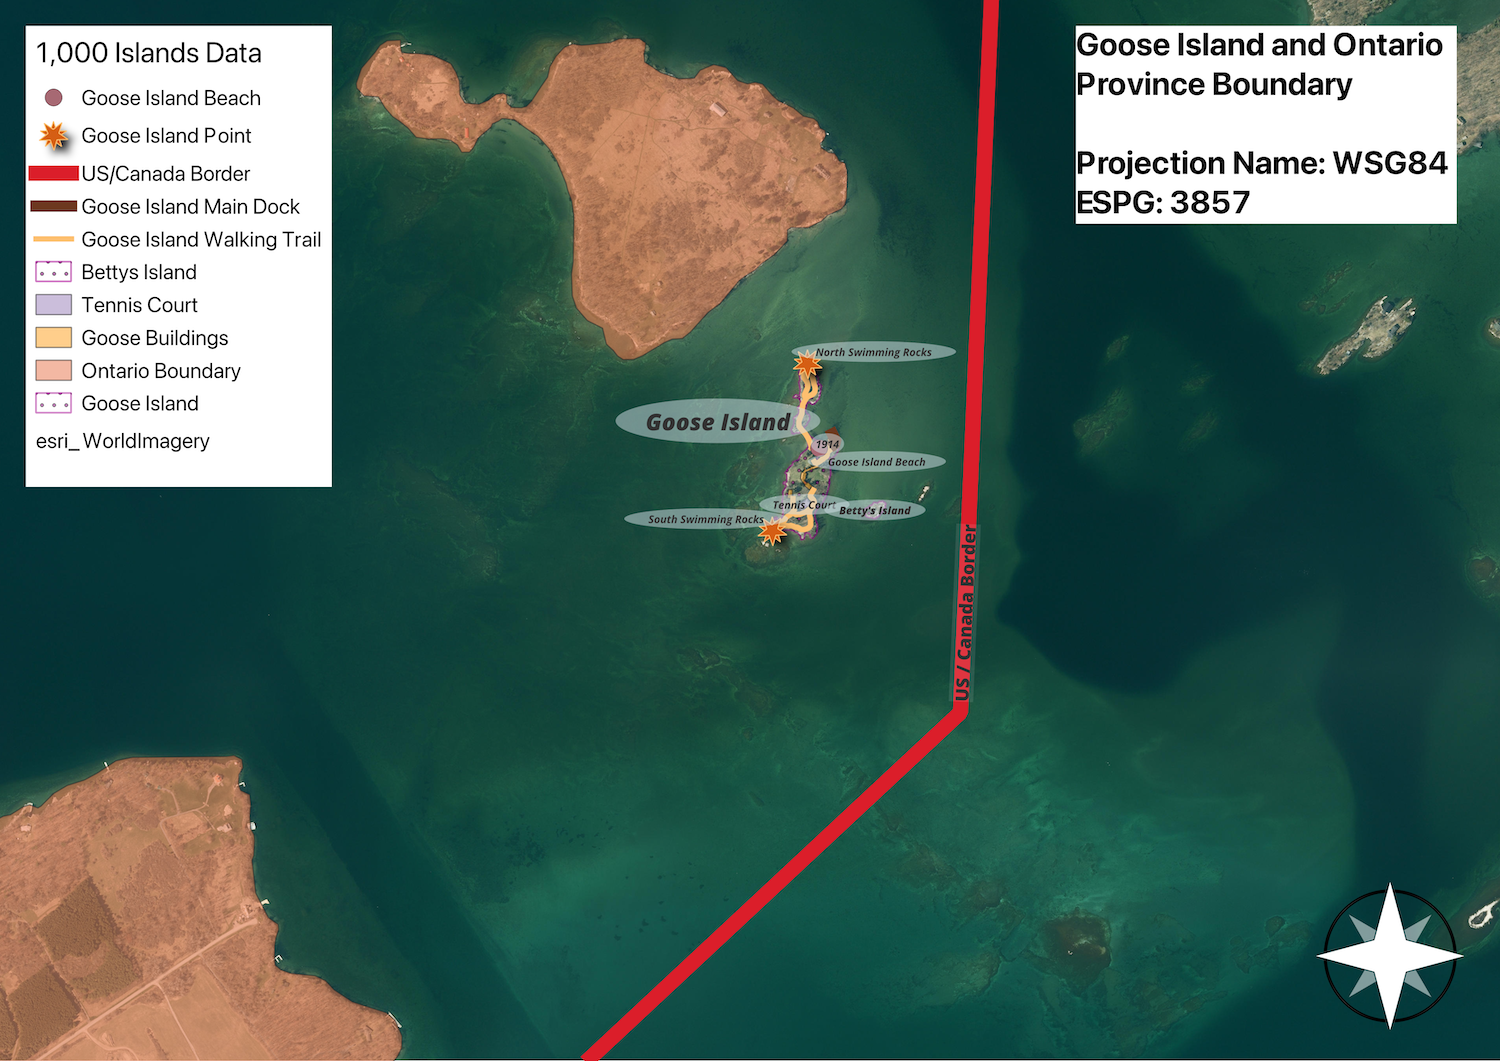 1,000 Islands Data
Goose Island Beach
Goose Island Point
US/Canada Border
Goose Island Main Dock
Goose Island Walking Trail
Bettys Island
Tennis Court
Goose Buildings
Ontario Boundary
Goose Island
esri_WorldImagery
Goose Island and Ontario
Province Boundary
Projection Name: WSG84
ESPG: 3857
North Swimming Rocks
Goose Island
1914
Goose Island Beach
Tennis Court
Betty's Island
South Swimming Rocks
US / Canada Border